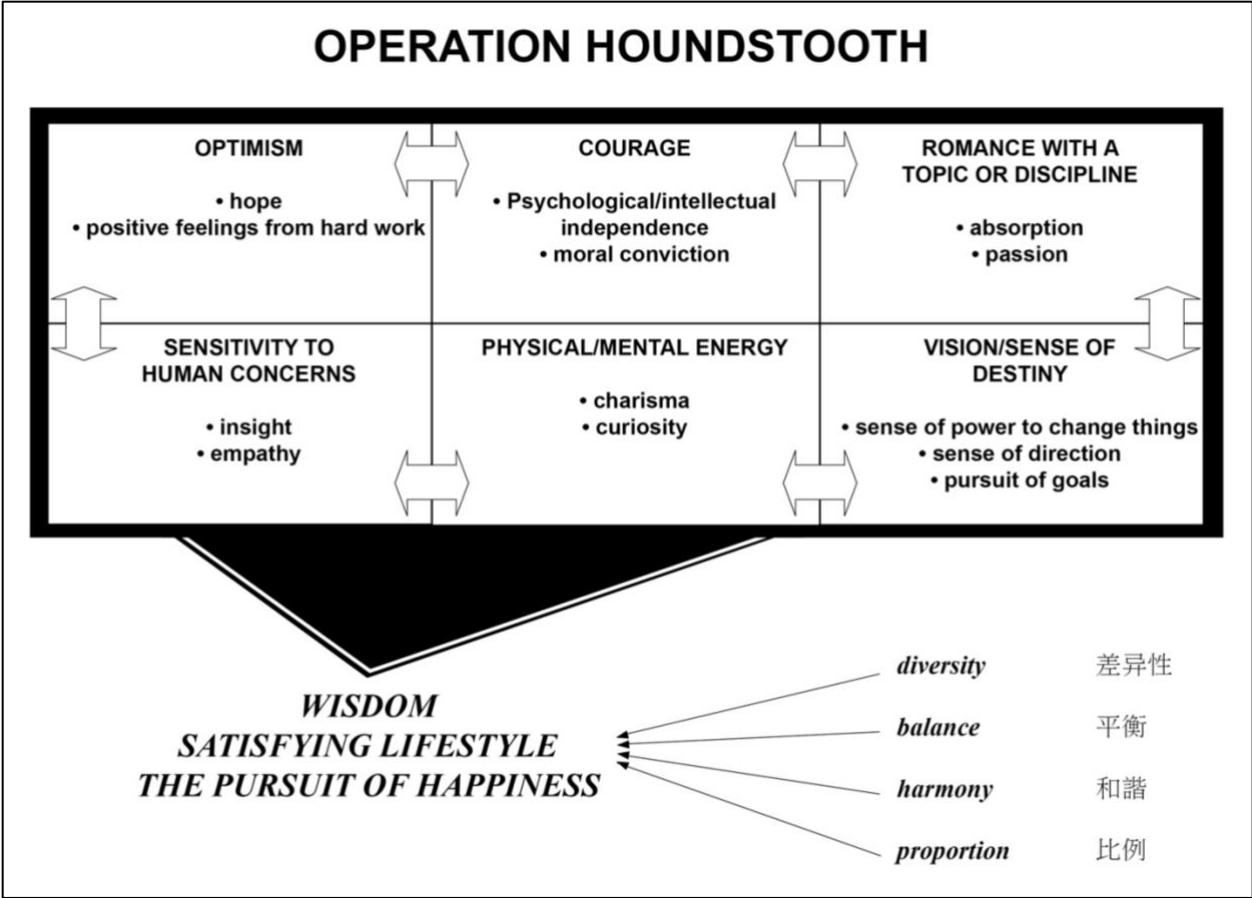 OPERATION HOUNDSTOOTH
OPTIMISM
• hope
• positive feelings from hard work
COURAGE
• Psychological/intellectual
independence
• moral conviction
ROMANCE WITH A
TOPIC OR DISCIPLINE
• absorption
• passion
SENSITIVITY TO
HUMAN CONCERNS
• insight
• empathy
PHYSICAL/MENTAL ENERGY
• charisma
• curiosity
VISION/SENSE OF
DESTINY
• sense of power to change things
• sense of direction
• pursuit of goals
WISDOM
SATISFYING LIFESTYLE
THE PURSUIT OF HAPPINESS
diversity 差异性
balance 平衡
harmony 和諧
proportion 比例